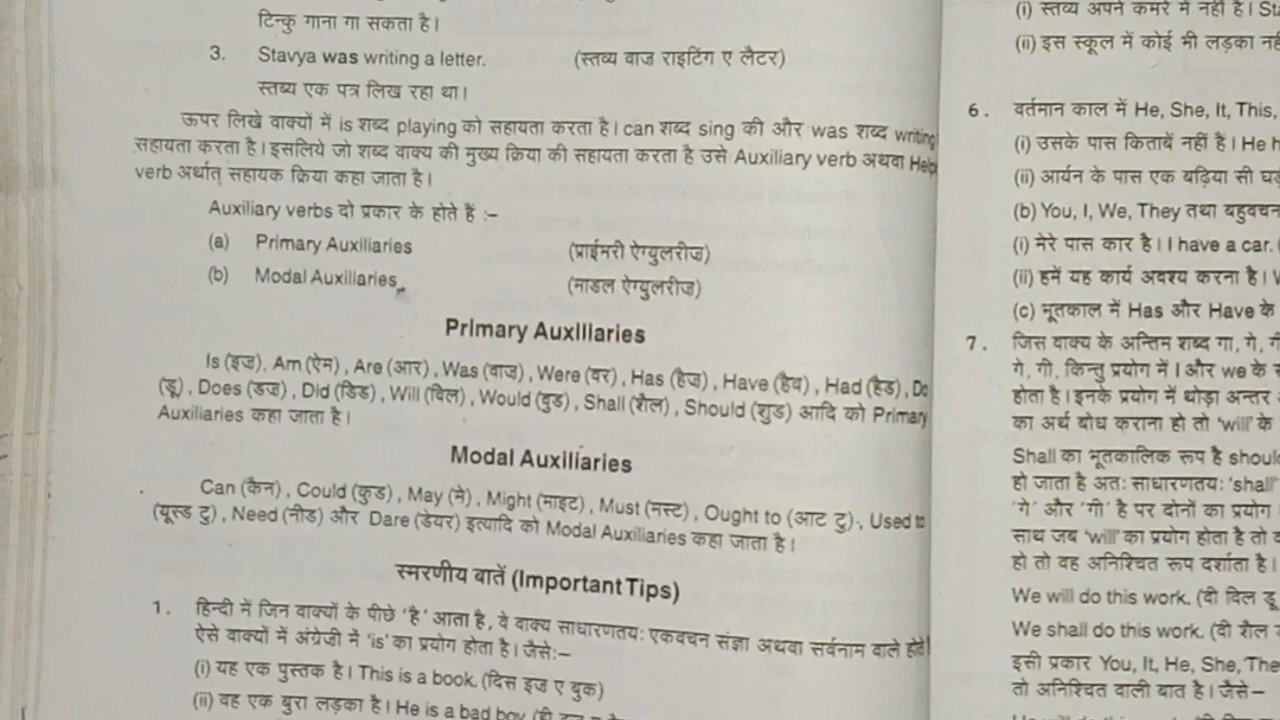 टिन्कु गाना गा सकता है।
3. Stavya was writing a letter. (स्तव्य वाज राइटिंग ए लैटर)
स्तब्य एक पत्र लिख रहा था।
ऊपर लिखे वाक्यों में is शब्द playing को सहायता करता है। can शब्द sing की और was शब्द writing
सहायता करता है। इसलिये जो शब्द वाक्य की मुख्य क्रिया की सहायता करता है उसे Auxiliary verb अथवा Help
verb अर्थात् सहायक क्रिया कहा जाता है।
Auxiliary verbs दो प्रकार के होते हैं :–
(a) Primary Auxiliaries (प्राईमरी ऐग्युलरीज)
(b) Modal Auxiliaries (माडल ऐग्युलरीज)
Primary Auxiliaries
Is (इज), Am (ऐम), Are (आर), Was (वाज), Were (वर), Has (हैज), Have (हैव), Had (हैड), Do
(डू), Does (डज), Did (डिड), Will (विल), Would (वुड), Shall (शैल), Should (शुड) आदि को Primary
Auxiliaries कहा जाता है।
Modal Auxiliaries
Can (कैन), Could (कुड), May (मे), Might (माइट), Must (मस्ट), Ought to (आट टु), Used to
(यूस्ड टु), Need (नीड) और Dare (डेयर) इत्यादि को Modal Auxiliaries कहा जाता है।
स्मरणीय बातें (Important Tips)
1. हिन्दी में जिन वाक्यों के पीछे 'है' आता है, वे वाक्य साधारणतयः एकवचन संज्ञा अथवा सर्वनाम वाले होते
ऐसे वाक्यों में अंग्रेजी में 'is' का प्रयोग होता है। जैसे:–
(i) यह एक पुस्तक है। This is a book. (दिस इज ए बुक)
(ii) वह एक बुरा लड़का है। He is a bad boy
(i) स्तव्य अपने कमरे में नहीं है।
(ii) इस स्कूल में कोई भी लड़का
6. वर्तमान काल में He, She, It, This,
(i) उसके पास किताबें नहीं हैं। He
(ii) आर्यन के पास एक बढ़िया सी
(b) You, I, We, They तथा
(i) मेरे पास कार है। I have a car.
(ii) हमें यह कार्य अवश्य करना है।
(c) भूतकाल में Has और Have के
7. जिस वाक्य के अन्तिम शब्द गा, गे,
गे, गी, किन्तु प्रयोग में I और we के
होता है। इनके प्रयोग में थोड़ा अन्तर
का अर्थ बोध कराना हो तो 'will' के
Shall का भूतकालिक रूप है
हो जाता है अतः साधारणतयः 'shall'
'गे' और 'गी' है पर दोनों का प्रयोग
साथ जब 'will' का प्रयोग होता है तो
हो तो वह अनिश्चित रूप दर्शाता है।
We will do this work. (वी विल डू
We shall do this work. (वी शैल
इसी प्रकार You, It, He, She,
तो अनिश्चित वाली बात है। जैसे–